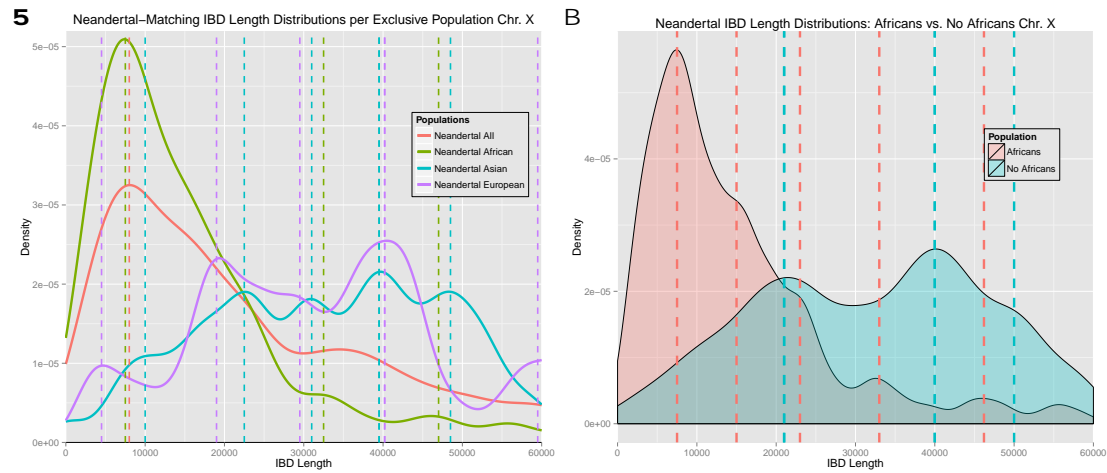 5
Neandertal−Matching IBD Length Distributions per Exclusive Population Chr. X
5e−05
4e−05
3e−05
2e−05
1e−05
0e+00
Density
Populations
Neandertal All
Neandertal African
Neandertal Asian
Neandertal European
0
10000
20000
30000
40000
50000
60000
IBD Length
B
Neandertal IBD Length Distributions: Africans vs. No Africans Chr. X
4e−05
2e−05
0e+00
Density
Population
Africans
No Africans
0
10000
20000
30000
40000
50000
60000
IBD Length